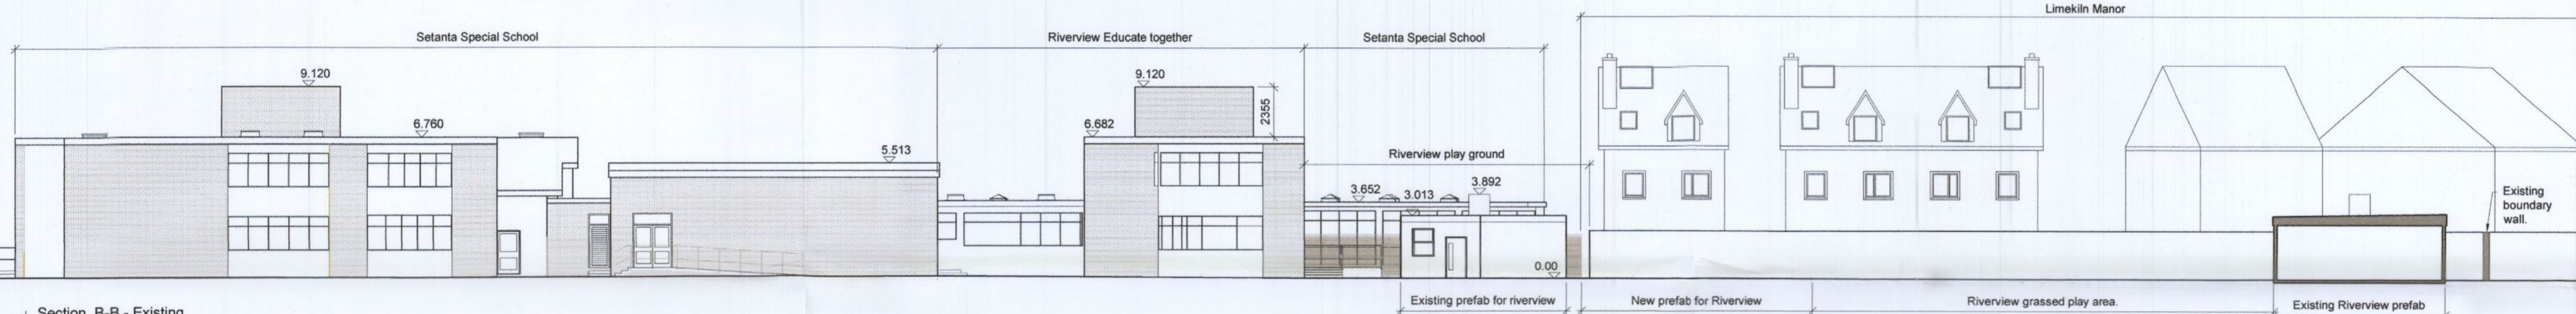 Limekiln Manor
Setanta Special School
Riverview Educate together
Setanta Special School
9.120
9.120
6.760
6.682
2355
5.513
Riverview play ground
3.652
3.013
3.892
Existing
boundary
wall.
0.00
Existing prefab for riverview
New prefab for Riverview
Riverview grassed play area.
Existing Riverview prefab
Section B-B - Existing